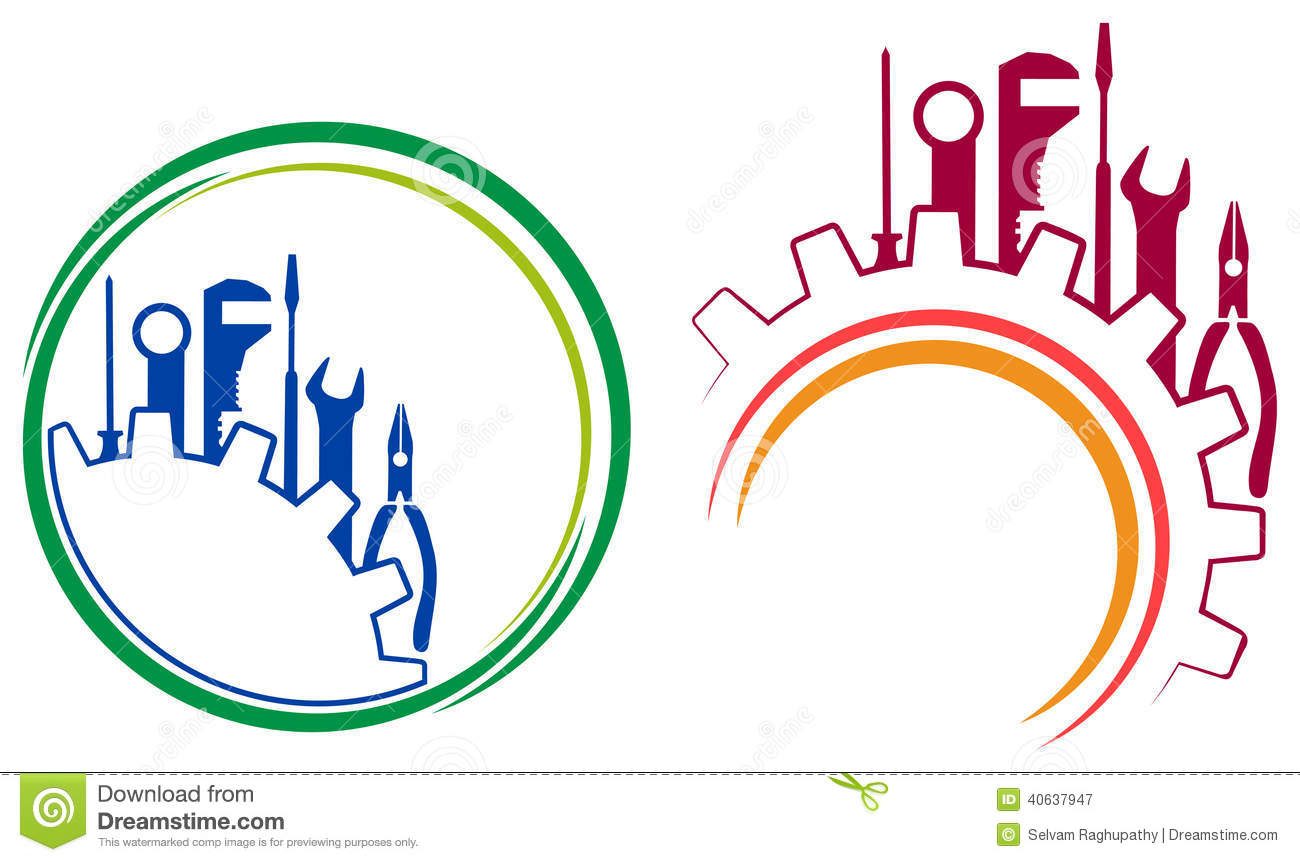 dreamstime.
Download from
Dreamstime.com
This watermarked comp image is for previewing purposes only.
ID 40637947
© Selvam Raghupathy | Dreamstime.com